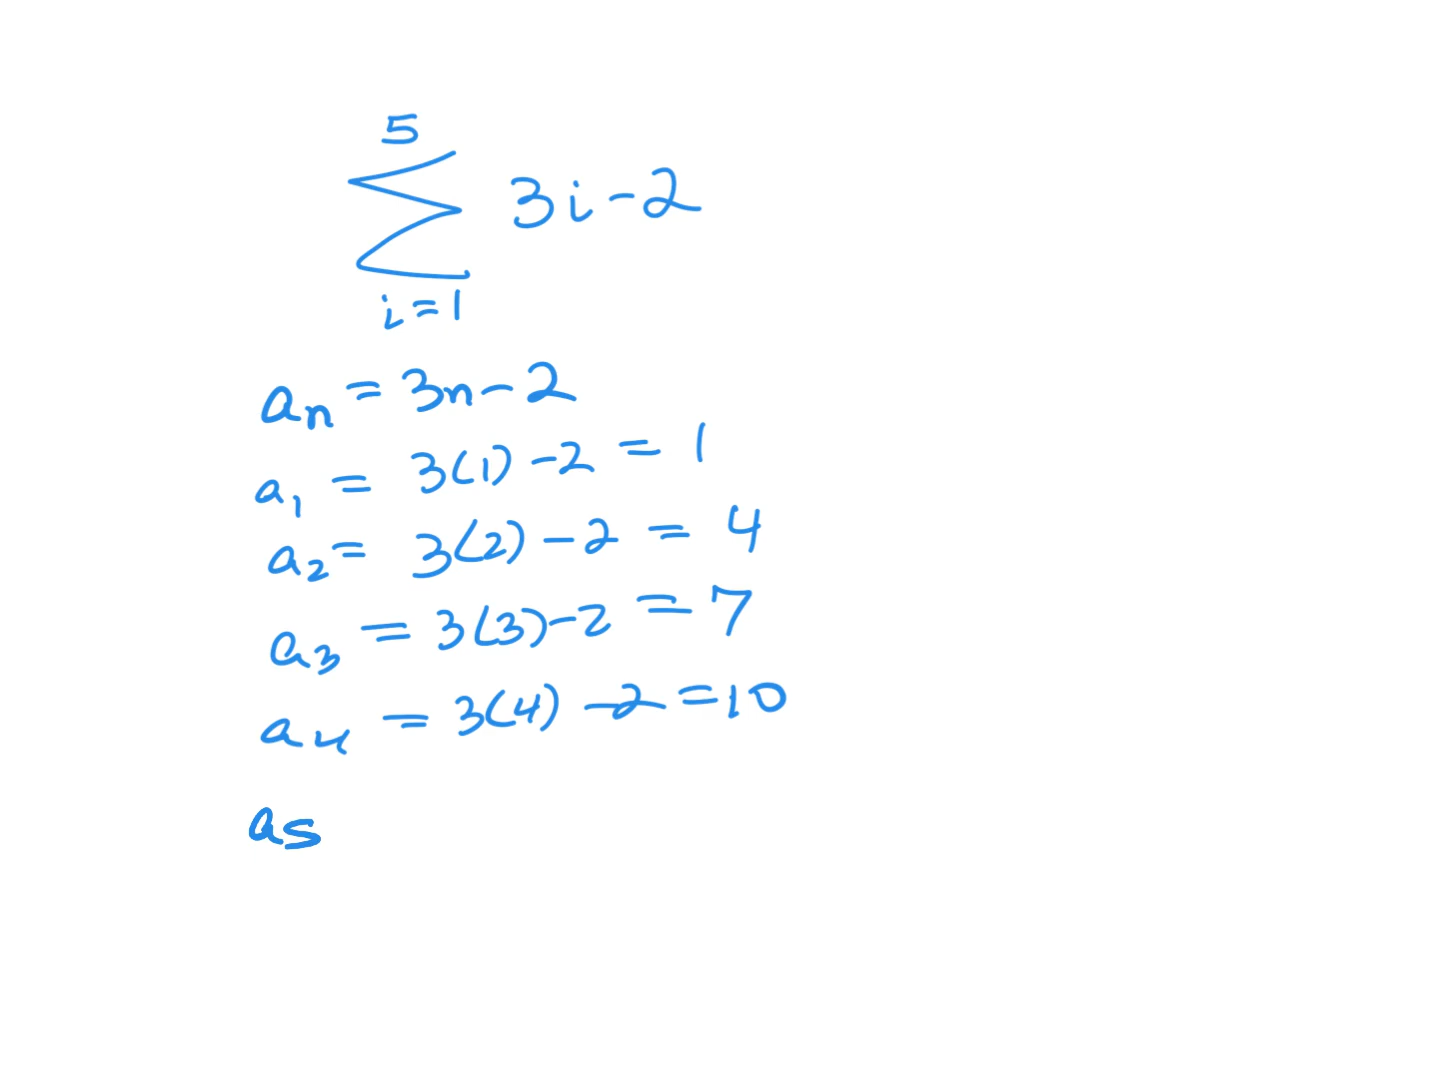 5
∑ 3i-2
i=1
aₙ = 3n-2
a₁ = 3(1)-2 = 1
a₂ = 3(2)-2 = 4
a₃ = 3(3)-2 = 7
a₄ = 3(4)-2 = 10
a₅